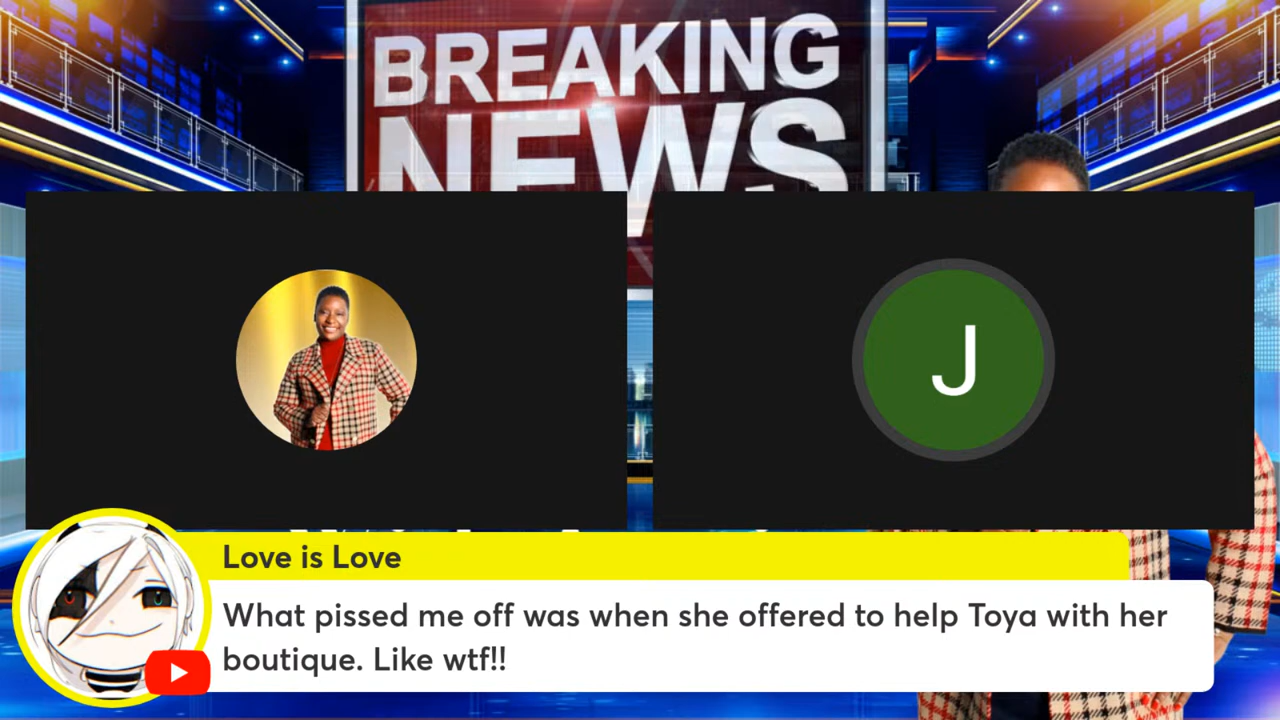 BREAKING
NEWS
J
Love is Love
What pissed me off was when she offered to help Toya with her
boutique. Like wtf!!